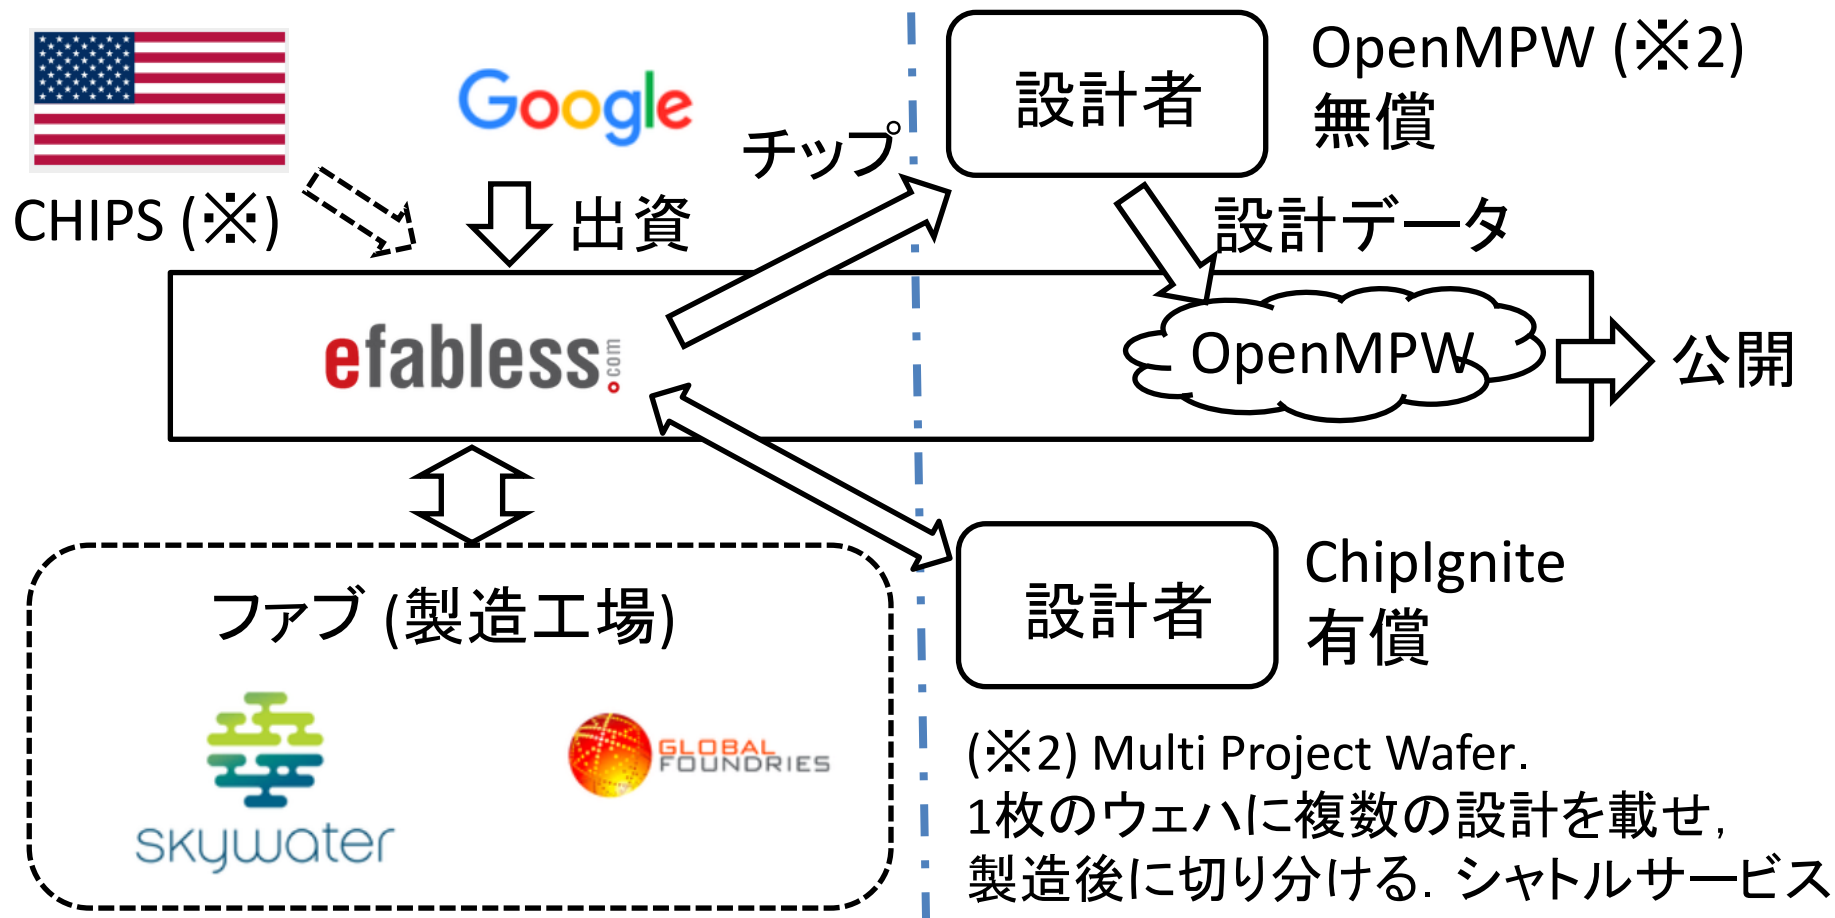 Google
CHIPS (※)
出資
チップ
設計者
OpenMPW (※2)
無償
設計データ
efabless.com
OpenMPW
公開
設計者
ChipIgnite
有償
ファブ (製造工場)
skywater
GLOBAL
FOUNDRIES
(※2) Multi Project Wafer.
1枚のウェハに複数の設計を載せ,
製造後に切り分ける. シャトルサービス